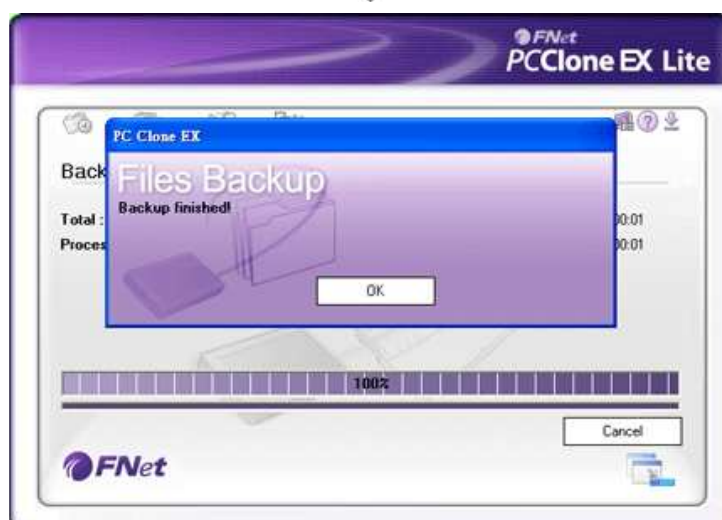 FNet
PCClone EX Lite
PC Clone EX
Files Backup
Backup finished!
OK
Back
Total :
0:01
Proces
0:01
100%
Cancel
FNet